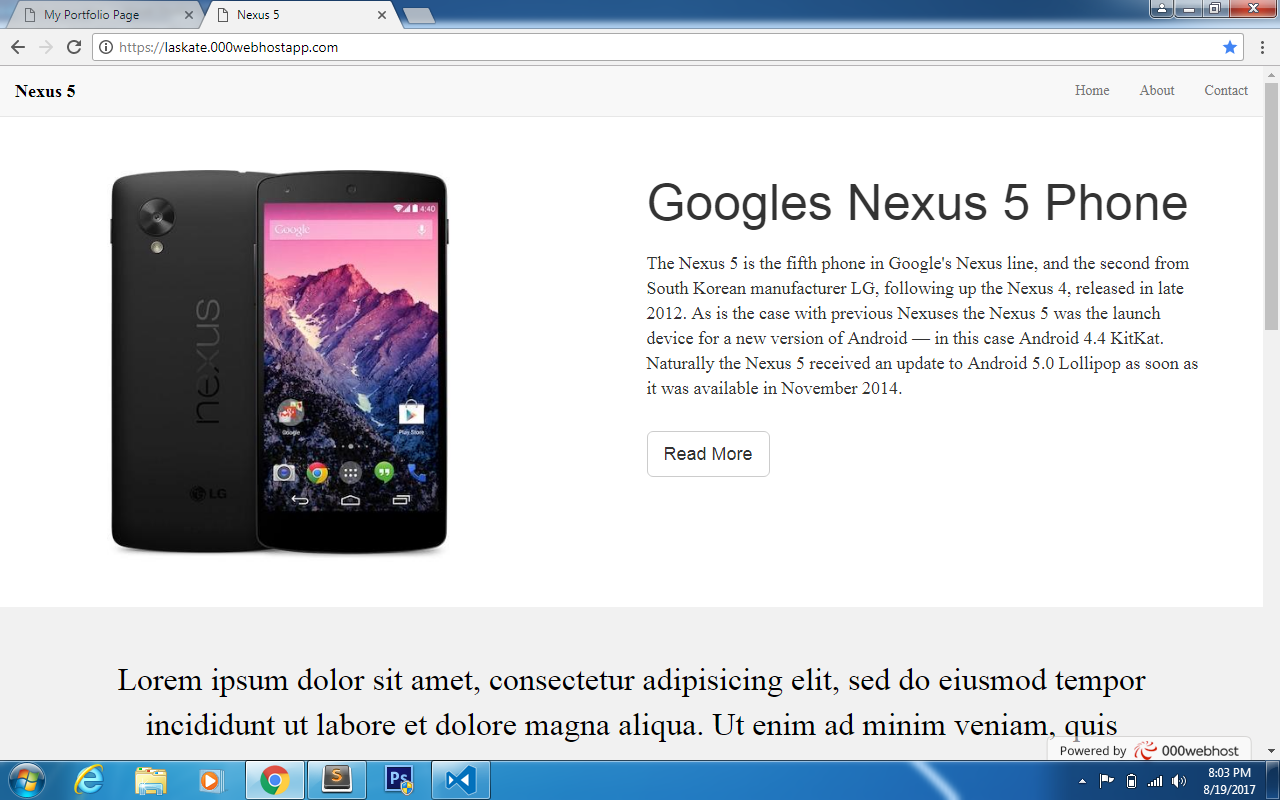 My Portfolio Page
Nexus 5
https://laskate.000webhostapp.com
Nexus 5
Home
About
Contact
nexus
LG
4:40
Google
Google
Play Store
Googles Nexus 5 Phone
The Nexus 5 is the fifth phone in Google's Nexus line, and the second from
South Korean manufacturer LG, following up the Nexus 4, released in late
2012. As is the case with previous Nexuses the Nexus 5 was the launch
device for a new version of Android — in this case Android 4.4 KitKat.
Naturally the Nexus 5 received an update to Android 5.0 Lollipop as soon as
it was available in November 2014.
Read More
Lorem ipsum dolor sit amet, consectetur adipisicing elit, sed do eiusmod tempor
incididunt ut labore et dolore magna aliqua. Ut enim ad minim veniam, quis
Powered by 000webhost
S
Ps
8:03 PM
8/19/2017